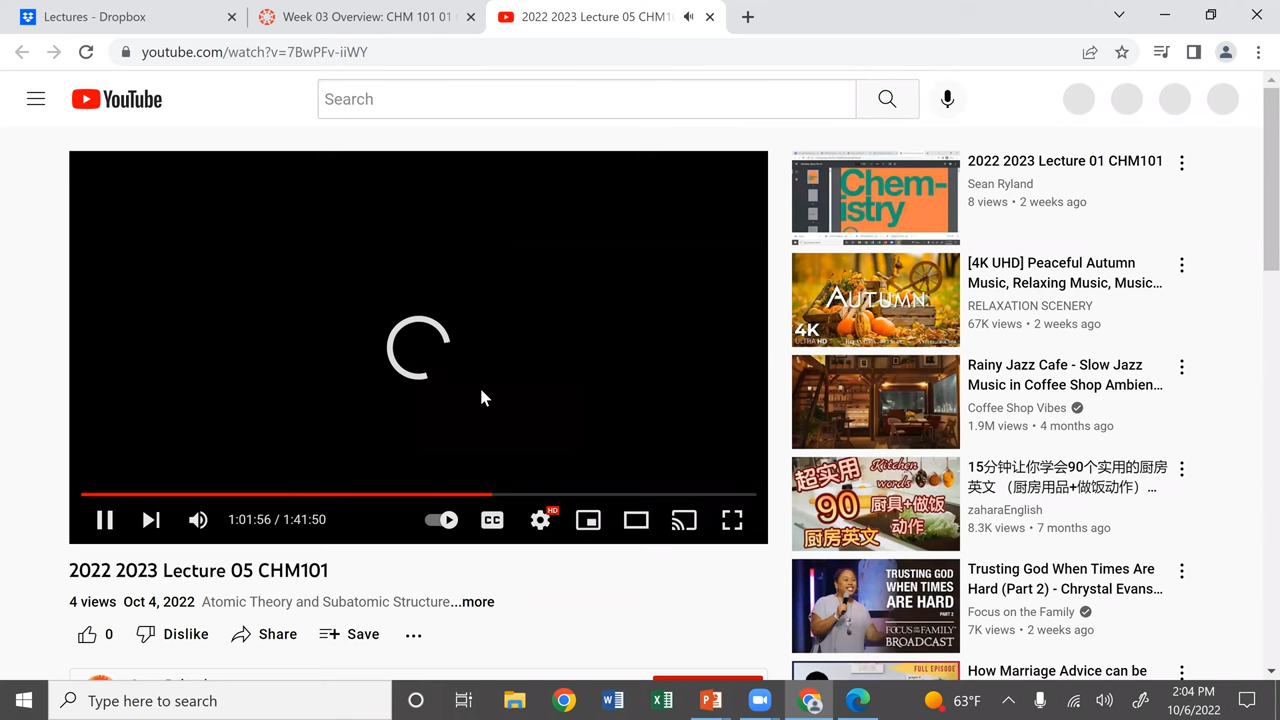 Lectures - Dropbox
Week 03 Overview: CHM 101 01
2022 2023 Lecture 05 CHM1
youtube.com/watch?v=7BwPFv-iiWY
YouTube
Search
2022 2023 Lecture 01 CHM101
Sean Ryland
8 views • 2 weeks ago
Chem-
istry
[4K UHD] Peaceful Autumn
Music, Relaxing Music, Music...
RELAXATION SCENERY
67K views • 2 weeks ago
AUTUMN
4K
ULTRA HD
Rainy Jazz Cafe - Slow Jazz
Music in Coffee Shop Ambien...
Coffee Shop Vibes
1.9M views • 4 months ago
15分钟让你学会90个实用的厨房
英文 （厨房用品+做饭动作）...
zaharaEnglish
8.3K views • 7 months ago
超实用
Kitchen
words
90
厨具+做饭
动作
厨房英文
Trusting God When Times Are
Hard (Part 2) - Chrystal Evans...
Focus on the Family
7K views • 2 weeks ago
TRUSTING GOD
WHEN TIMES
ARE HARD
PART 2
FOCUS ON THE FAMILY
BROADCAST
How Marriage Advice can be
FULL EPISODE
1:01:56 / 1:41:50
CC
HD
2022 2023 Lecture 05 CHM101
4 views Oct 4, 2022 Atomic Theory and Subatomic Structure...more
0 Dislike Share Save
Type here to search
63°F
2:04 PM
10/6/2022